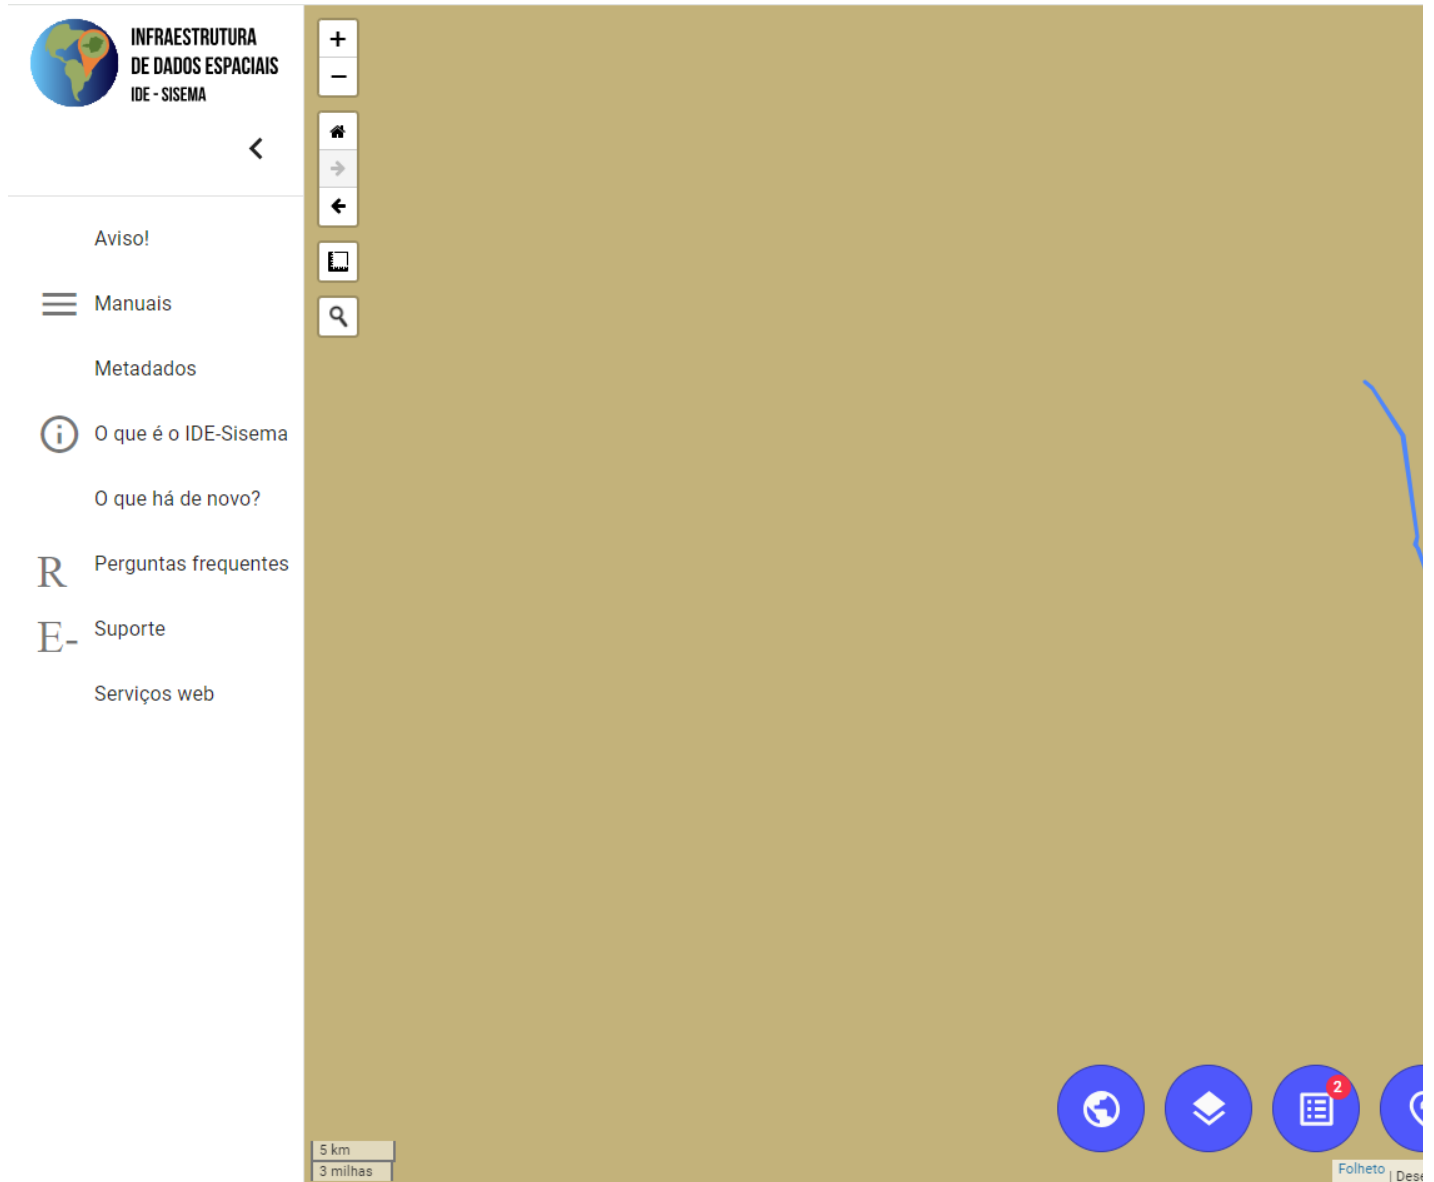 INFRAESTRUTURA
DE DADOS ESPACIAIS
IDE - SISEMA
Aviso!
Manuais
Metadados
O que é o IDE-Sisema
O que há de novo?
R Perguntas frequentes
E- Suporte
Serviços web
+
−
2
5 km
3 milhas
Folheto | Dese